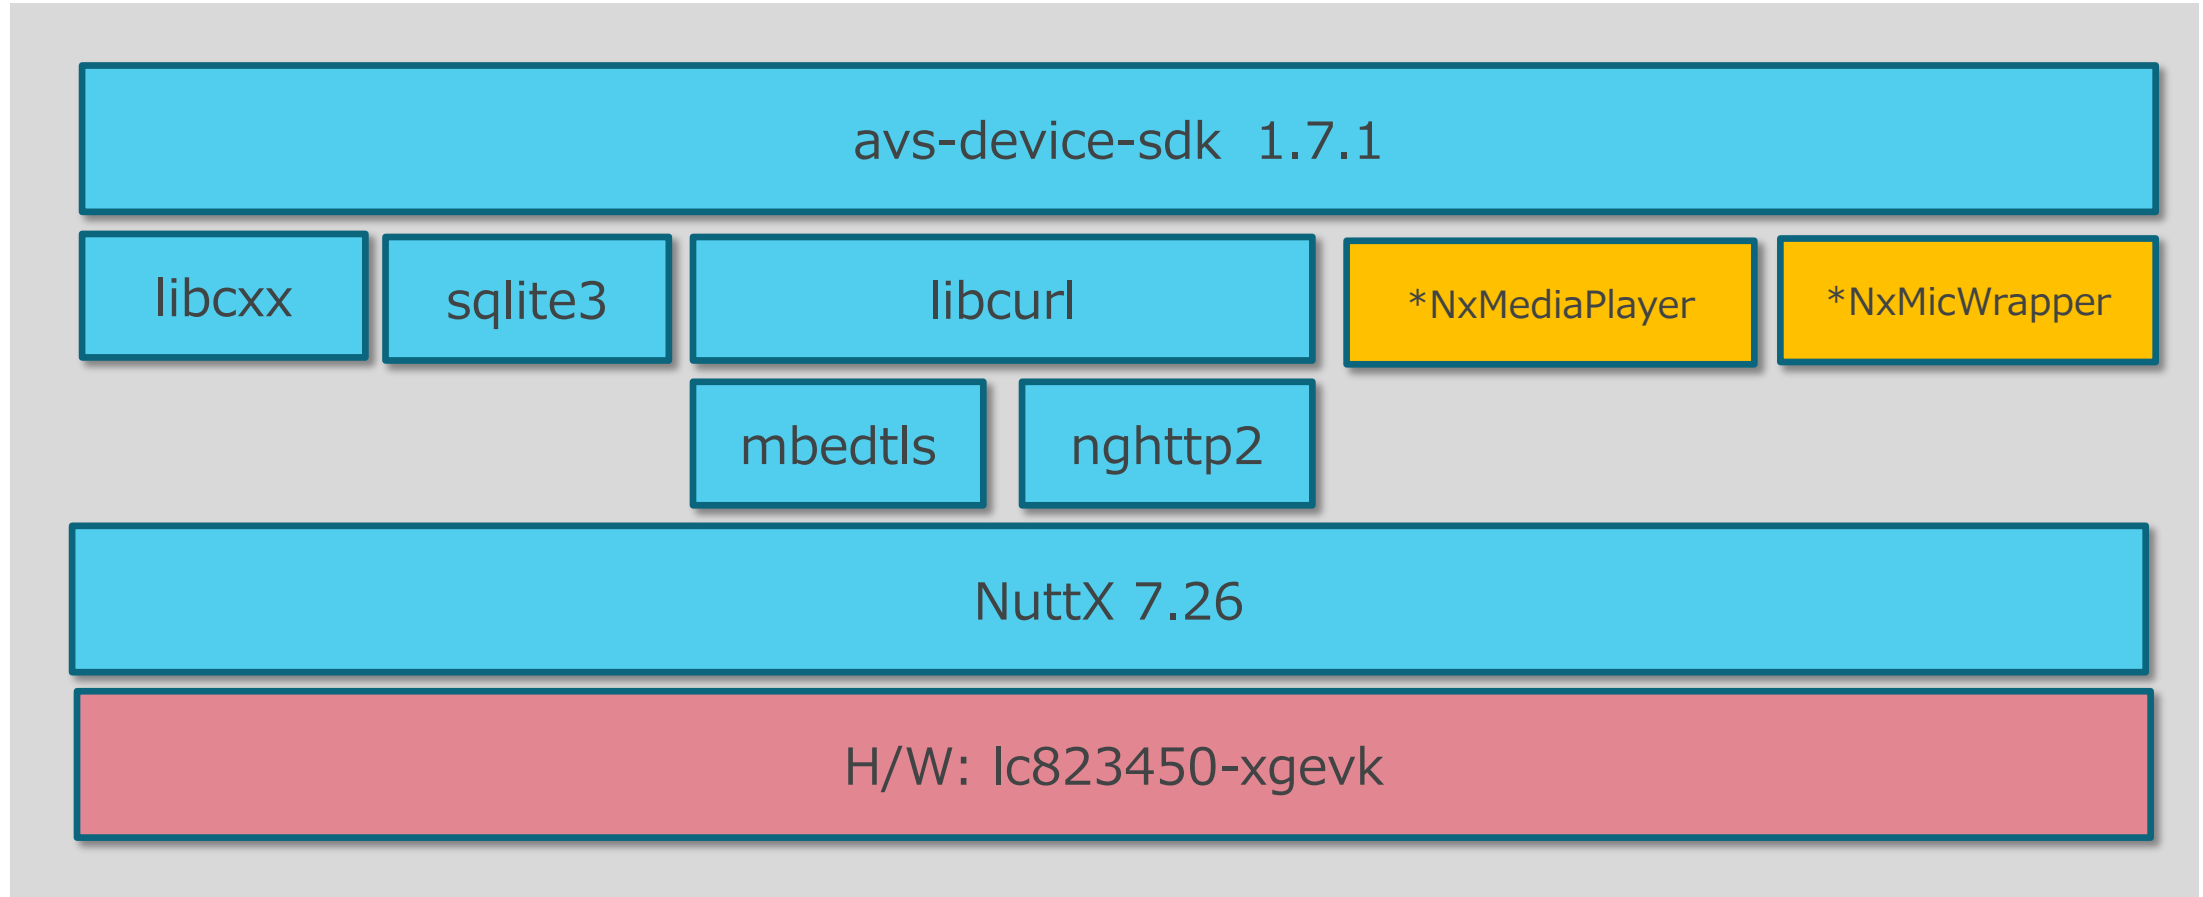 avs-device-sdk 1.7.1
libcxx
sqlite3
libcurl
*NxMediaPlayer
*NxMicWrapper
mbedtls
nghttp2
NuttX 7.26
H/W: lc823450-xgevk